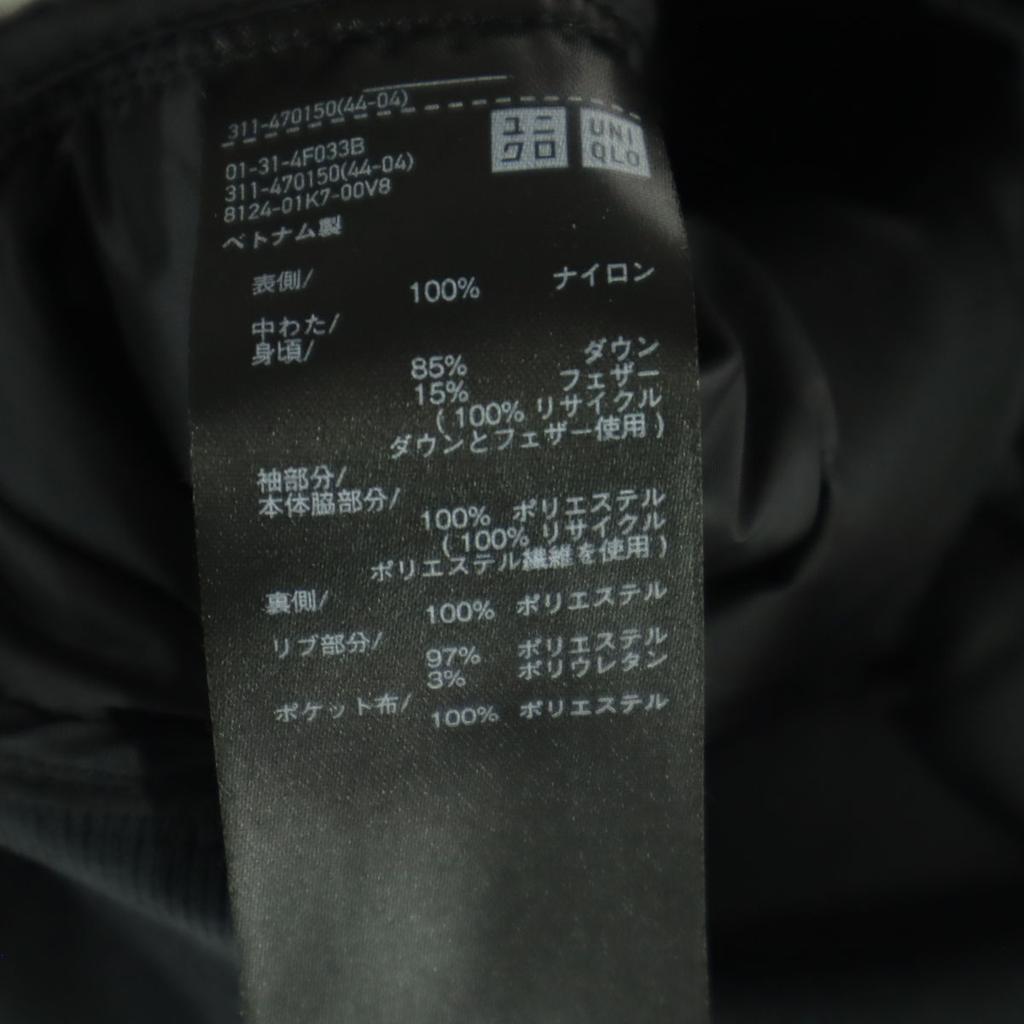 311-470150(44-04)
ユニクロ
UNIQLO
01-31-4F033B
311-470150(44-04)
8124-01K7-00V8
ベトナム製
表側/ 100% ナイロン
中わた/
身頃/
85% ダウン
15% フェザー
(100% リサイクル
ダウンとフェザー使用)
袖部分/
本体脇部分/
100% ポリエステル
(100% リサイクル
ポリエステル繊維を使用)
裏側/ 100% ポリエステル
リブ部分/
97% ポリエステル
3% ポリウレタン
ポケット布/ 100% ポリエステル